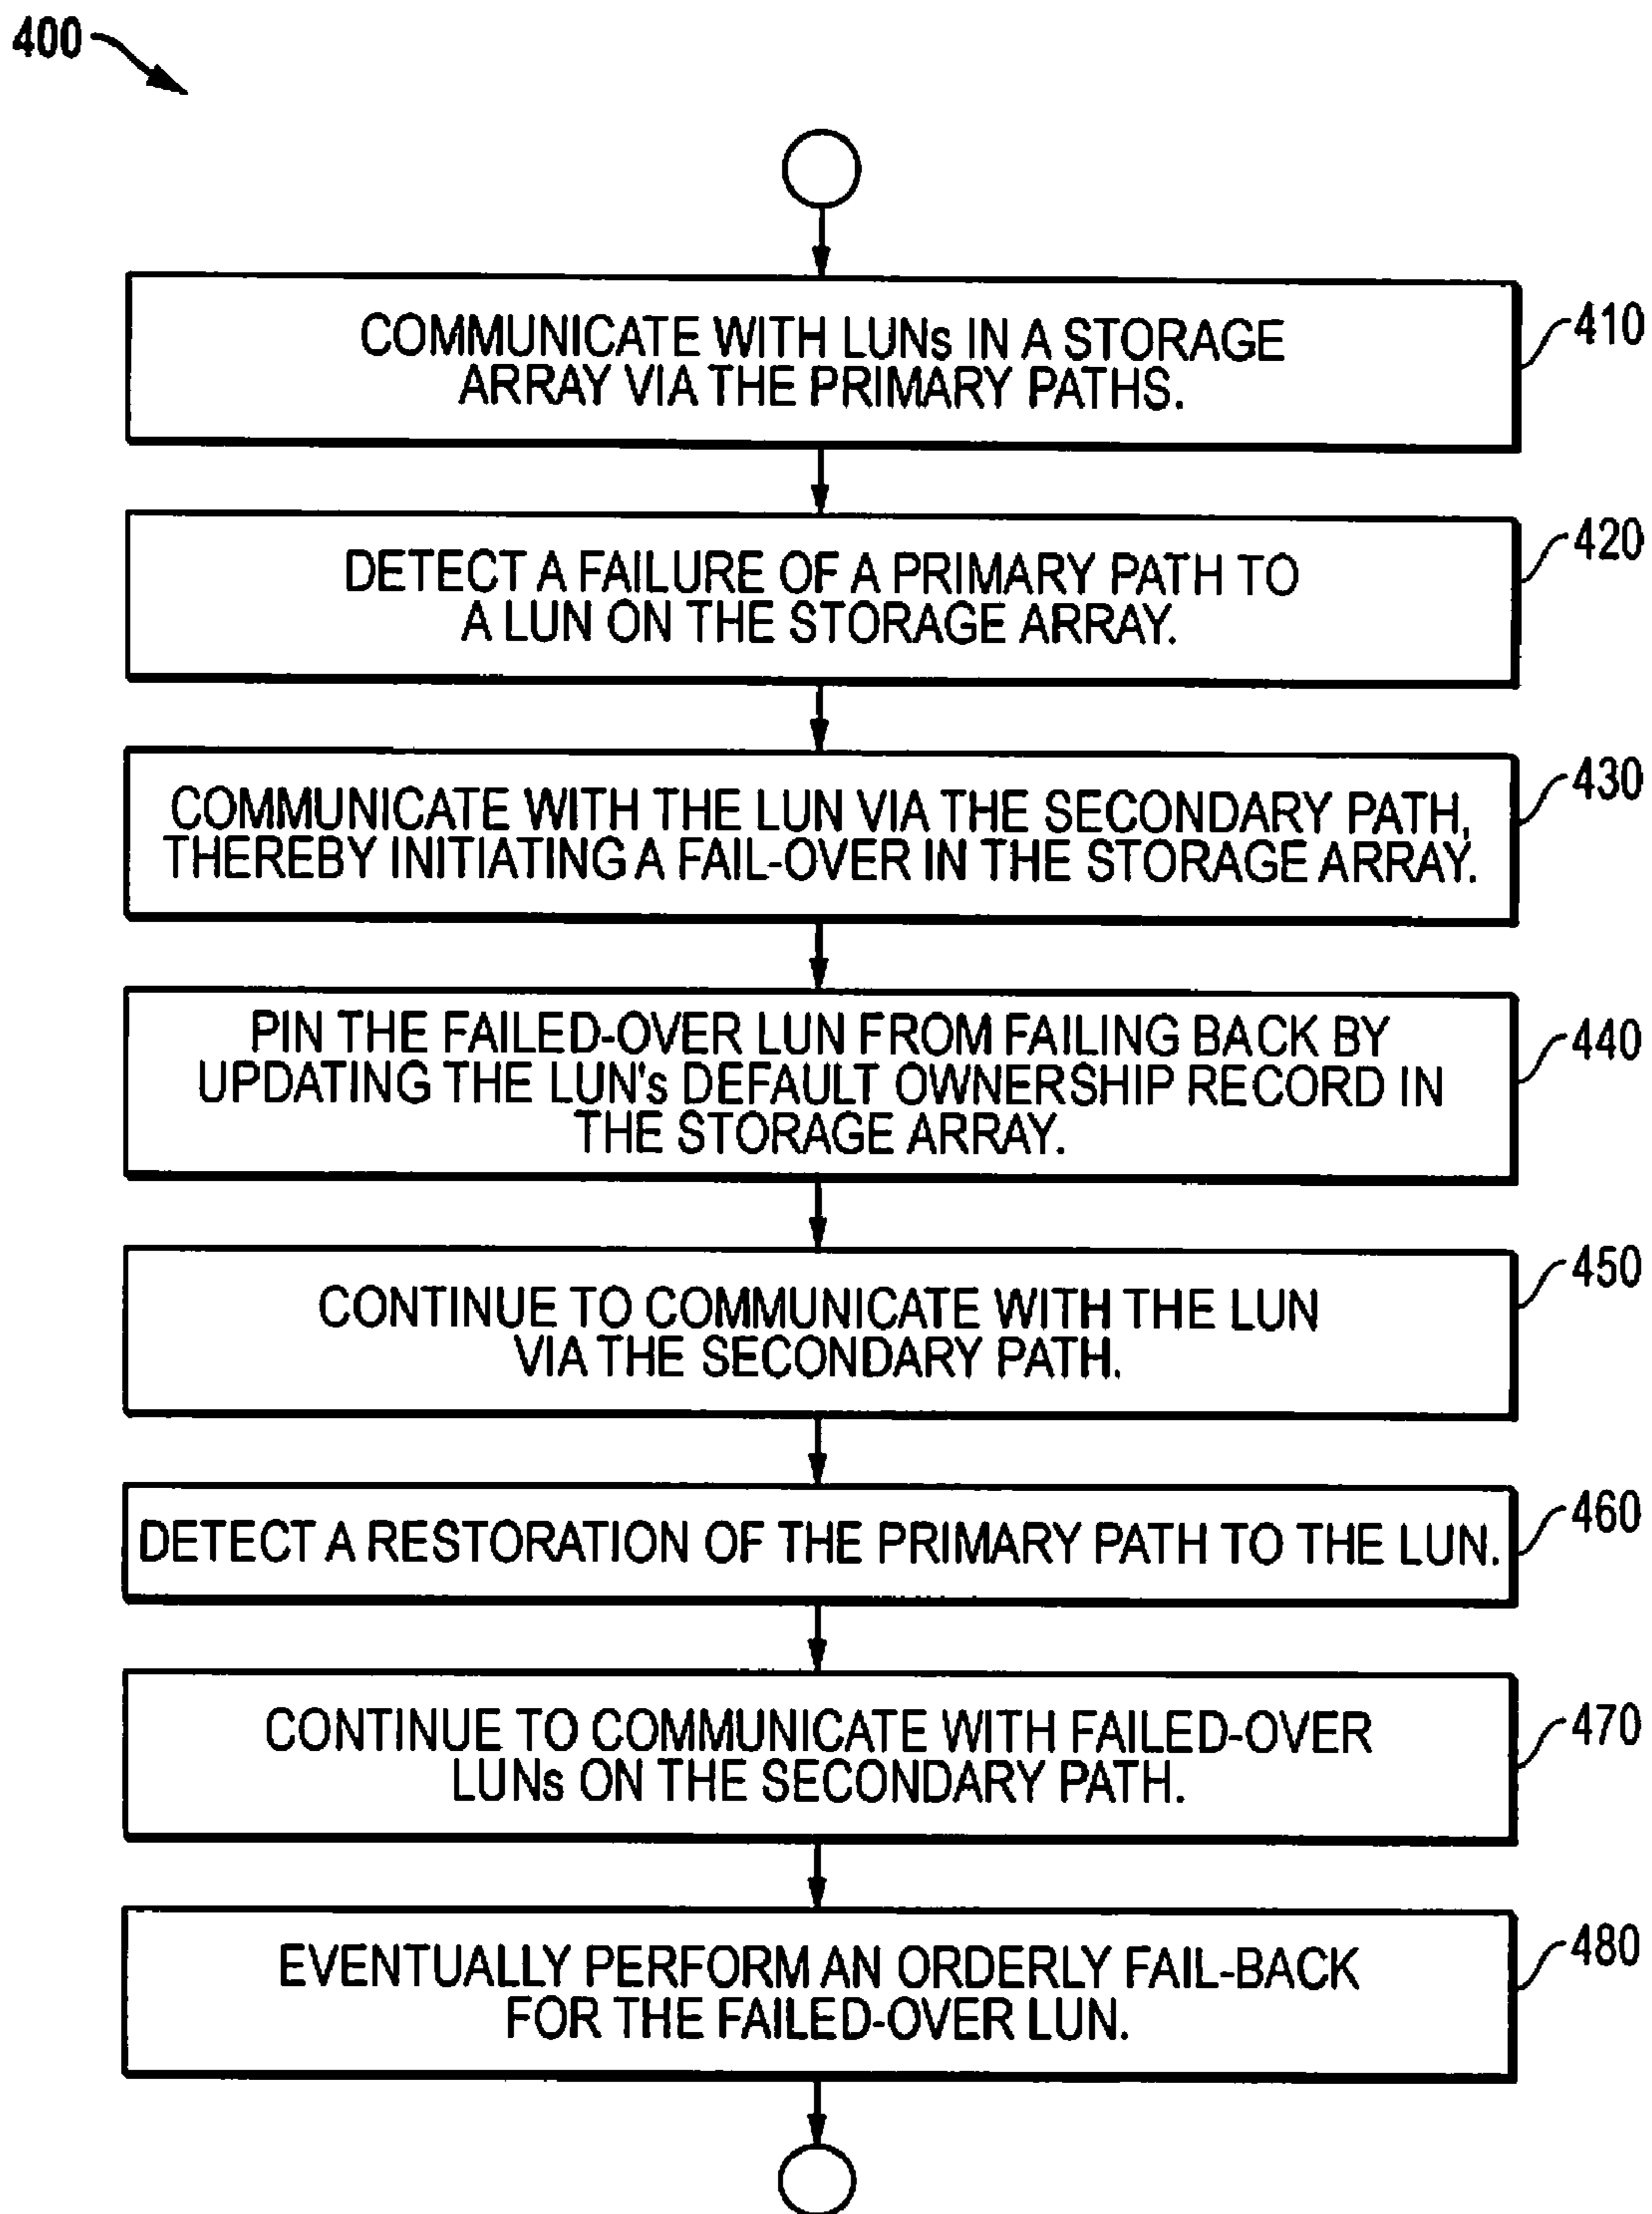 400
COMMUNICATE WITH LUNs IN A STORAGE
ARRAY VIA THE PRIMARY PATHS.
410
DETECT A FAILURE OF A PRIMARY PATH TO
A LUN ON THE STORAGE ARRAY.
420
COMMUNICATE WITH THE LUN VIA THE SECONDARY PATH,
THEREBY INITIATING A FAIL-OVER IN THE STORAGE ARRAY.
430
PIN THE FAILED-OVER LUN FROM FAILING BACK BY
UPDATING THE LUN's DEFAULT OWNERSHIP RECORD IN
THE STORAGE ARRAY.
440
CONTINUE TO COMMUNICATE WITH THE LUN
VIA THE SECONDARY PATH.
450
DETECT A RESTORATION OF THE PRIMARY PATH TO THE LUN.
460
CONTINUE TO COMMUNICATE WITH FAILED-OVER
LUNs ON THE SECONDARY PATH.
470
EVENTUALLY PERFORM AN ORDERLY FAIL-BACK
FOR THE FAILED-OVER LUN.
480